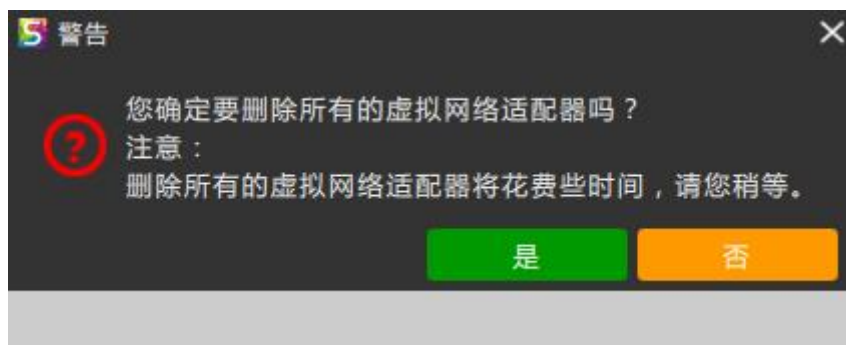 警告
您确定要删除所有的虚拟网络适配器吗？
注意：
删除所有的虚拟网络适配器将花费些时间，请您稍等。
是
否